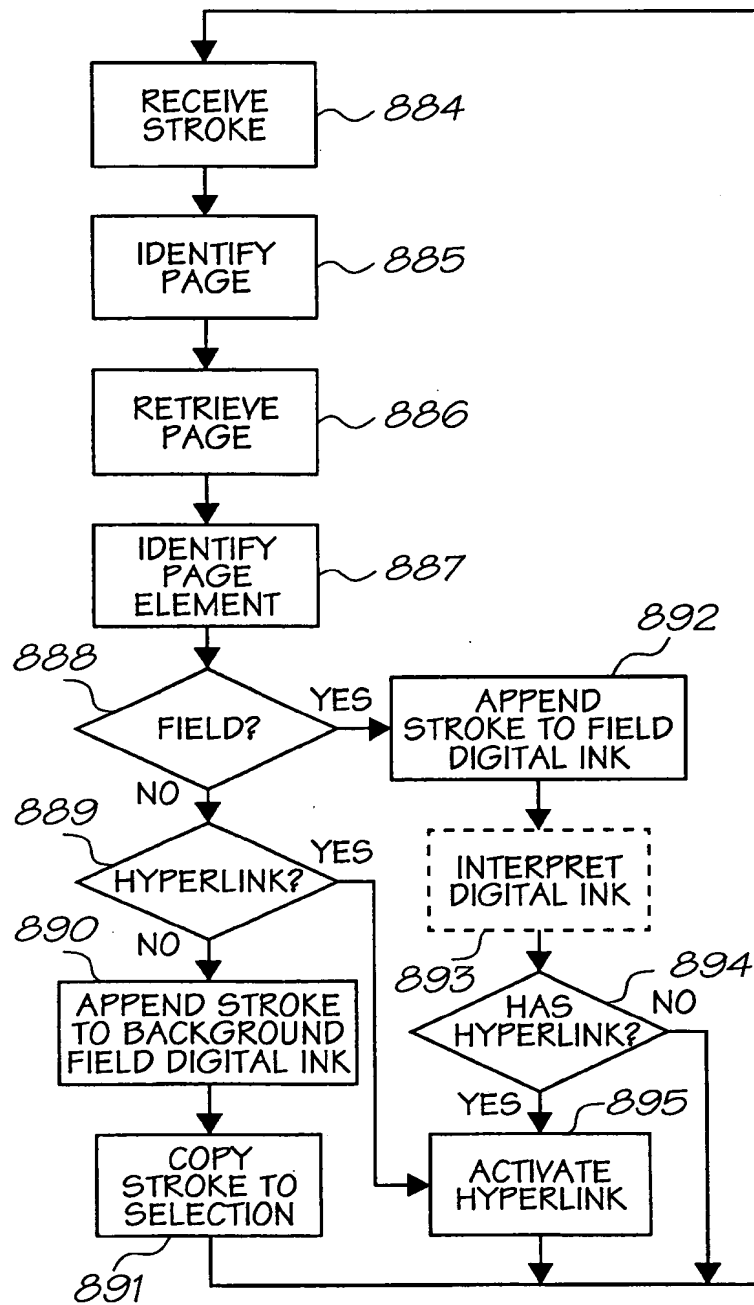 RECEIVE
STROKE
884
IDENTIFY
PAGE
885
RETRIEVE
PAGE
886
IDENTIFY
PAGE
ELEMENT
887
888
FIELD?
YES
NO
892
APPEND
STROKE TO FIELD
DIGITAL INK
889
HYPERLINK?
YES
NO
INTERPRET
DIGITAL INK
893
890
APPEND STROKE
TO BACKGROUND
FIELD DIGITAL INK
894
HAS
HYPERLINK?
NO
YES
895
COPY
STROKE TO
SELECTION
891
ACTIVATE
HYPERLINK